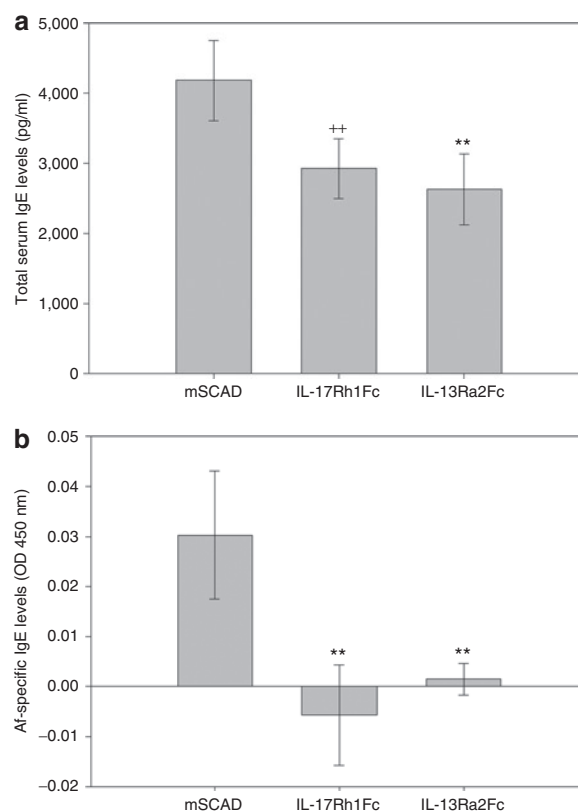 a
Total serum IgE levels (pg/ml)
5,000
4,000
3,000
2,000
1,000
0
++
**
mSCAD IL-17Rh1Fc IL-13Ra2Fc
b
Af-specific IgE levels (OD 450 nm)
0.05
0.04
0.03
0.02
0.01
0.00
−0.01
−0.02
** **
mSCAD IL-17Rh1Fc IL-13Ra2Fc